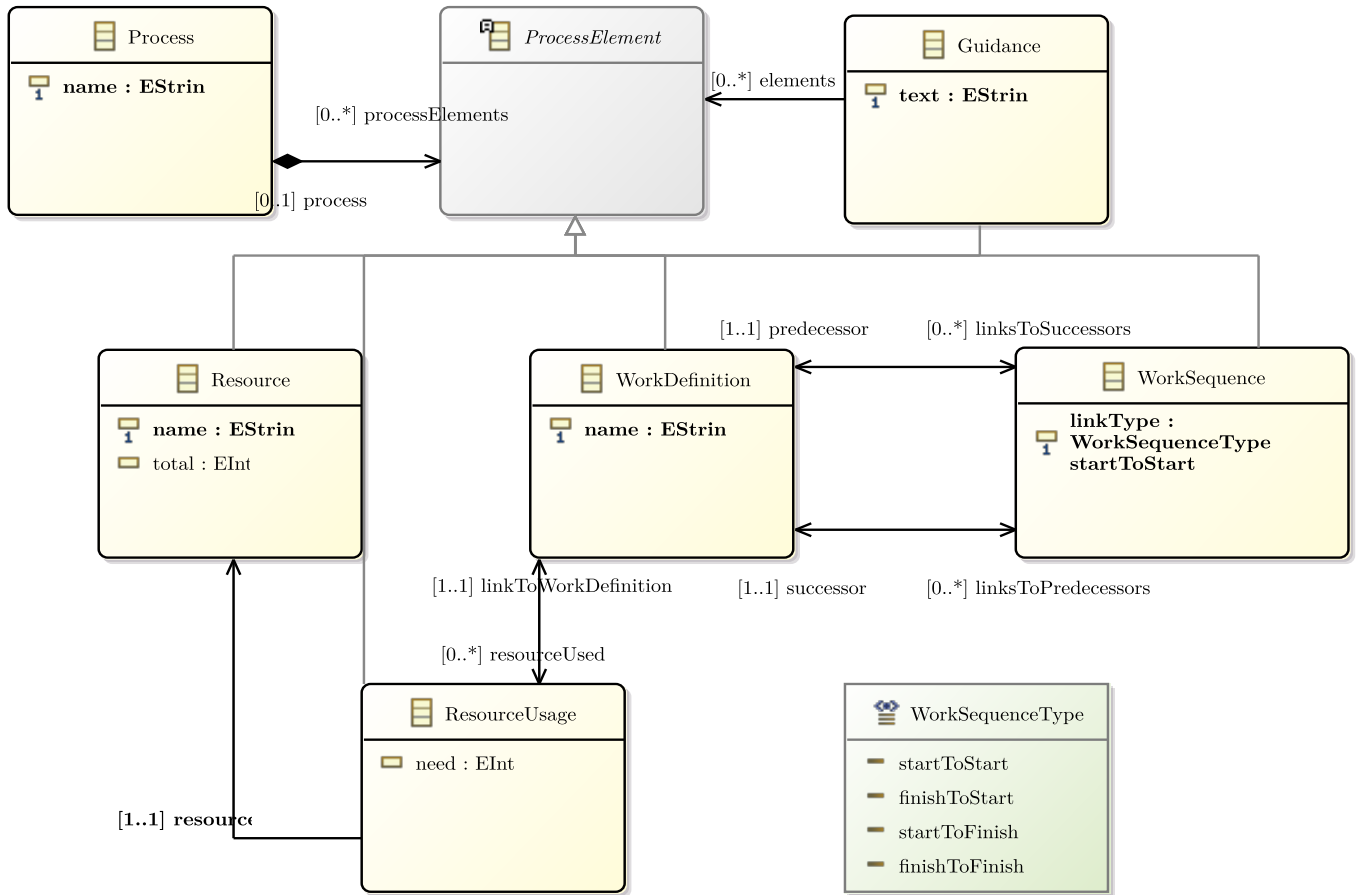 Process
name : EStrin
ProcessElement
Guidance
text : EStrin
[0..*] elements
[0..*] processElements
[0..1] process
Resource
name : EStrin
total : EInt
WorkDefinition
name : EStrin
[1..1] predecessor
[0..*] linksToSuccessors
WorkSequence
linkType :
WorkSequenceType
startToStart
[1..1] linkToWorkDefinition
[1..1] successor
[0..*] linksToPredecessors
[0..*] resourceUsed
ResourceUsage
need : EInt
[1..1] resource
WorkSequenceType
startToStart
finishToStart
startToFinish
finishToFinish